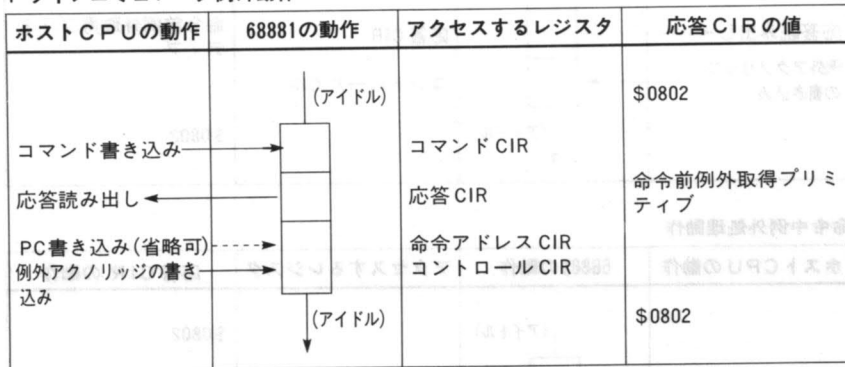 ホストCPUの動作 68881の動作 アクセスするレジスタ 応答CIRの値
(アイドル) $0802
コマンド書き込み コマンドCIR
応答読み出し 応答CIR 命令前例外取得プリミ
ティブ
PC書き込み(省略可) 命令アドレスCIR
例外アクノリッジの書き コントロールCIR
込み
(アイドル) $0802